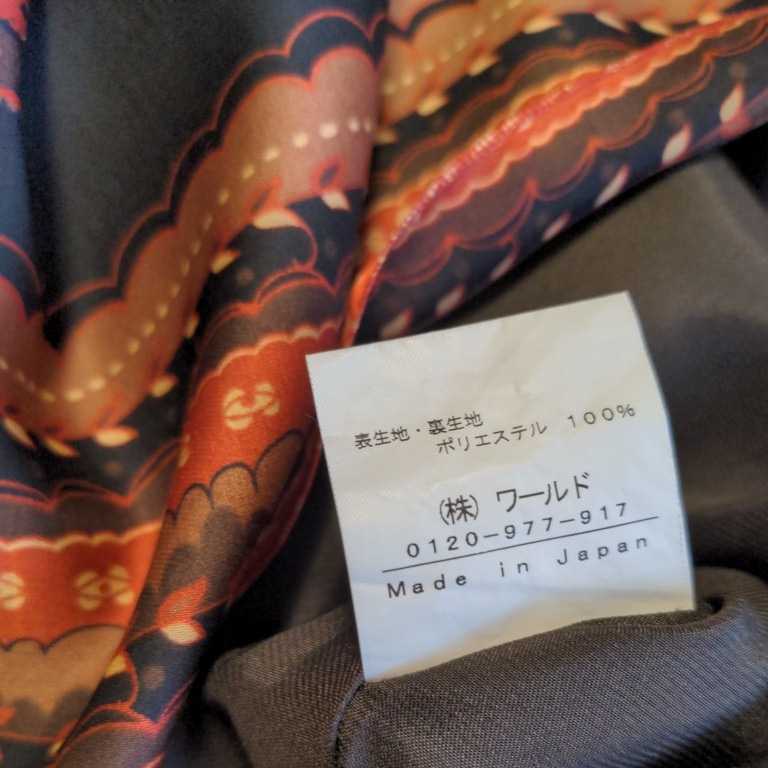 表生地・裏生地
ポリエステル 100%
(株) ワールド
0120-977-917
Made in Japan